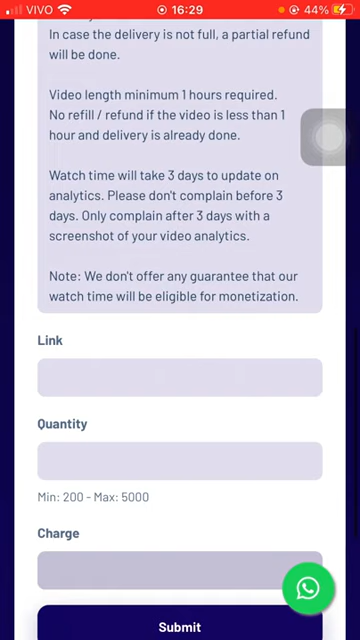 VIVO
16:29
44%
In case the delivery is not full, a partial refund
will be done.
Video length minimum 1 hours required.
No refill / refund if the video is less than 1
hour and delivery is already done.
Watch time will take 3 days to update on
analytics. Please don't complain before 3
days. Only complain after 3 days with a
screenshot of your video analytics.
Note: We don't offer any guarantee that our
watch time will be eligible for monetization.
Link
Quantity
Min: 200 - Max: 5000
Charge
Submit